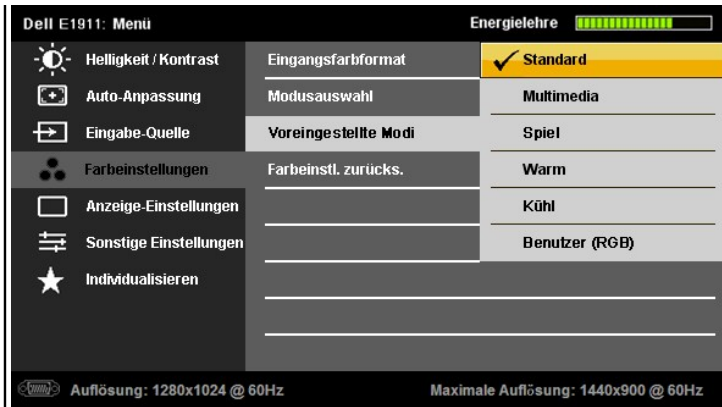 Dell E1911: Menü
Energielehre
Helligkeit / Kontrast
Eingangsfarbformat
Standard
Auto-Anpassung
Modusauswahl
Multimedia
Eingabe-Quelle
Voreingestellte Modi
Spiel
Farbeinstellungen
Farbeinstl. zurücks.
Warm
Anzeige-Einstellungen
Kühl
Sonstige Einstellungen
Benutzer (RGB)
Individualisieren
Auflösung: 1280x1024 @ 60Hz
Maximale Auflösung: 1440x900 @ 60Hz